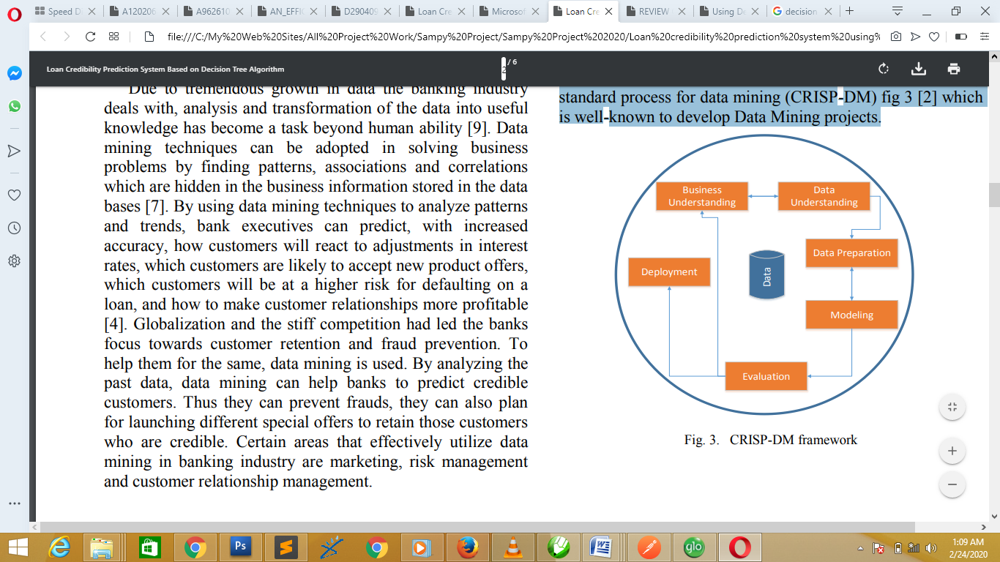 Speed D
A120206
A962610
AN_EFFI
D290409
Loan Cre
Microsof
Loan Cre
REVIEW
Using De
decision
file:///C:/My%20Web%20Sites/All%20Project%20Work/Sampy%20Project/Sampy%20Project%202020/Loan%20credibility%20prediction%20system%20using%
Loan Credibility Prediction System Based on Decision Tree Algorithm
2 / 6
Due to tremendous growth in data the banking industry
deals with, analysis and transformation of the data into useful
knowledge has become a task beyond human ability [9]. Data
mining techniques can be adopted in solving business
problems by finding patterns, associations and correlations
which are hidden in the business information stored in the data
bases [7]. By using data mining techniques to analyze patterns
and trends, bank executives can predict, with increased
accuracy, how customers will react to adjustments in interest
rates, which customers are likely to accept new product offers,
which customers will be at a higher risk for defaulting on a
loan, and how to make customer relationships more profitable
[4]. Globalization and the stiff competition had led the banks
focus towards customer retention and fraud prevention. To
help them for the same, data mining is used. By analyzing the
past data, data mining can help banks to predict credible
customers. Thus they can prevent frauds, they can also plan
for launching different special offers to retain those customers
who are credible. Certain areas that effectively utilize data
mining in banking industry are marketing, risk management
and customer relationship management.
standard process for data mining (CRISP-DM) fig 3 [2] which
is well-known to develop Data Mining projects.
Business
Understanding
Data
Understanding
Data Preparation
Deployment
Data
Modeling
Evaluation
Fig. 3. CRISP-DM framework
Ps
glo
1:09 AM
2/24/2020